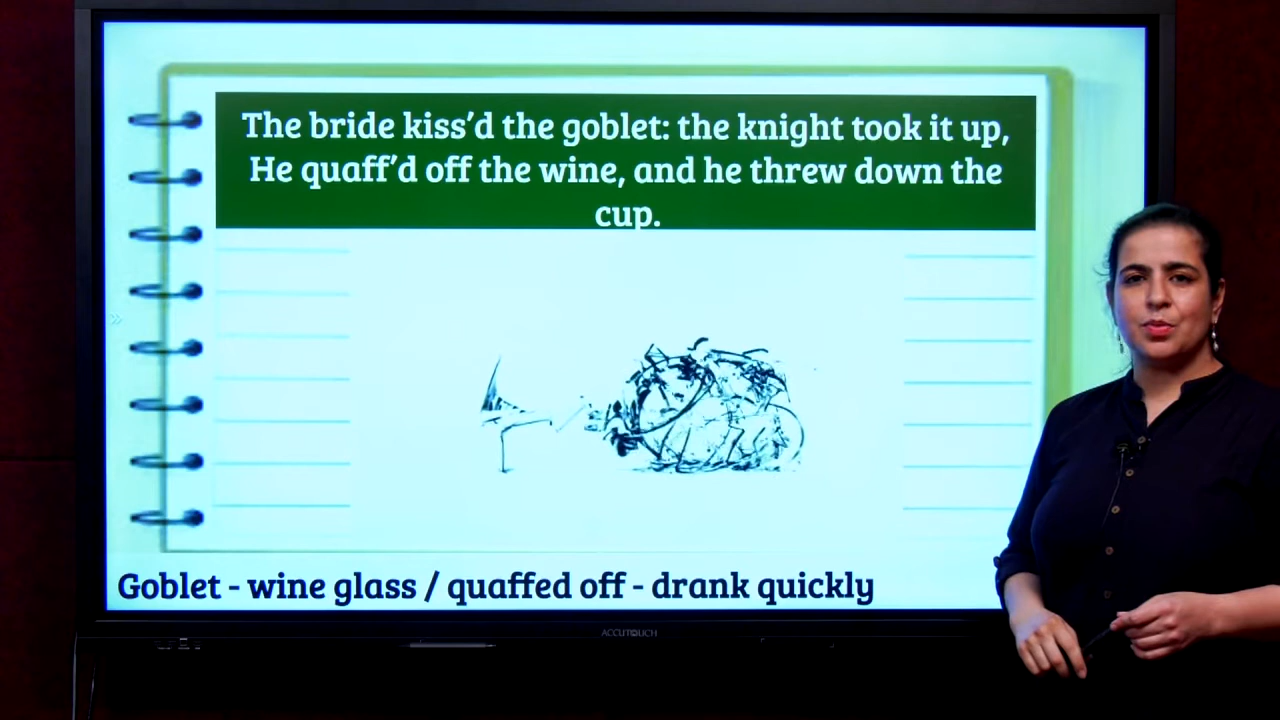 The bride kiss’d the goblet: the knight took it up,
He quaff’d off the wine, and he threw down the
cup.
Goblet - wine glass / quaffed off - drank quickly
ACCUTOUCH